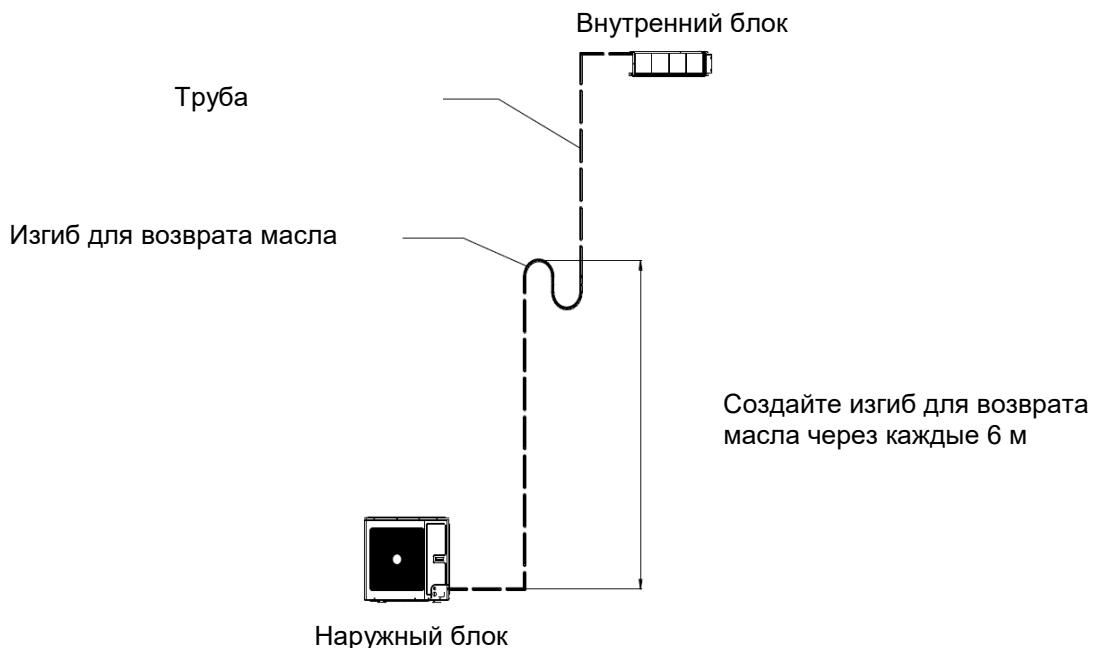 Внутренний блок
Труба
Изгиб для возврата масла
Создайте изгиб для возврата
масла через каждые 6 м
Наружный блок